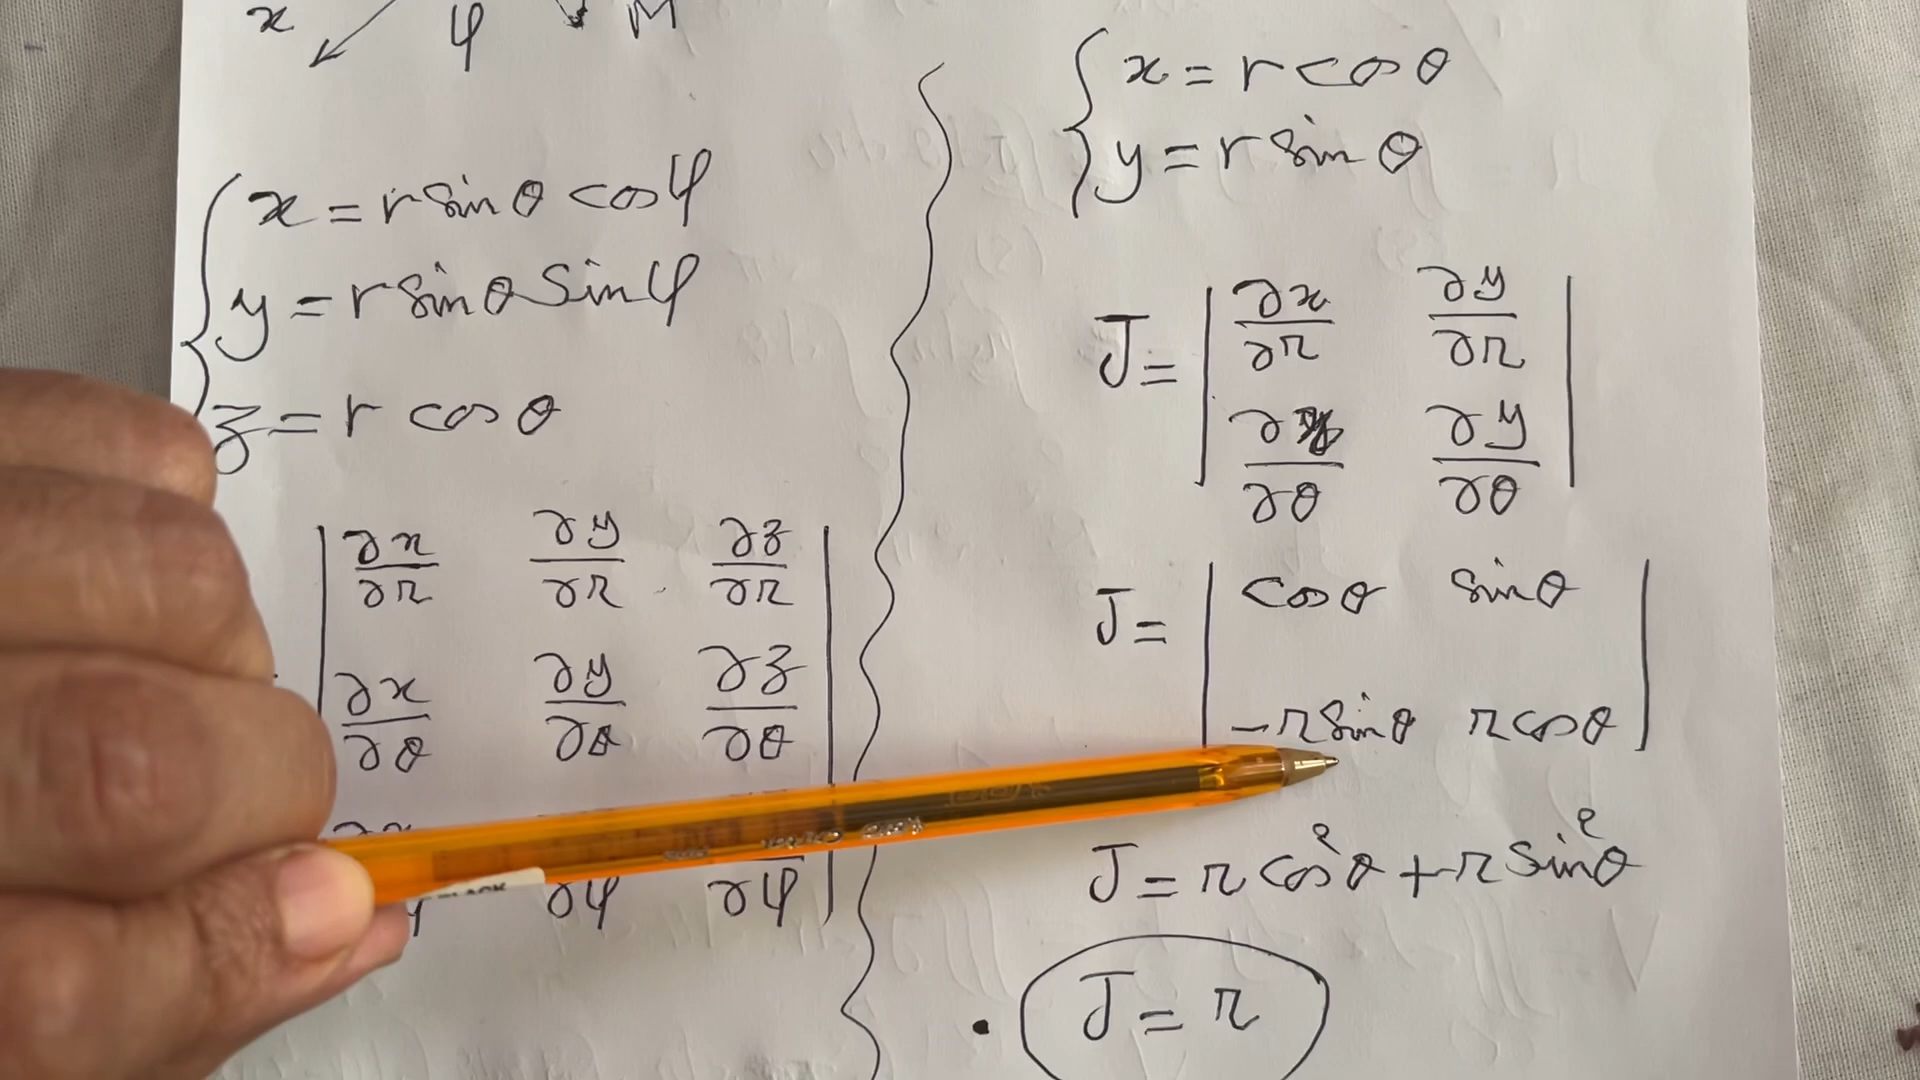 x φ M
x = r sin θ cos φ
y = r sin θ sin φ
z = r cos θ
∂x/∂r ∂y/∂r ∂z/∂r
∂x/∂θ ∂y/∂θ ∂z/∂θ
∂φ ∂φ
x = r cos θ
y = r sin θ
J = | ∂x/∂r ∂y/∂r |
| ∂x/∂θ ∂y/∂θ |
J = | cos θ sin θ |
| -r sin θ r cos θ |
J = r cos²θ + r sin²θ
• J = r